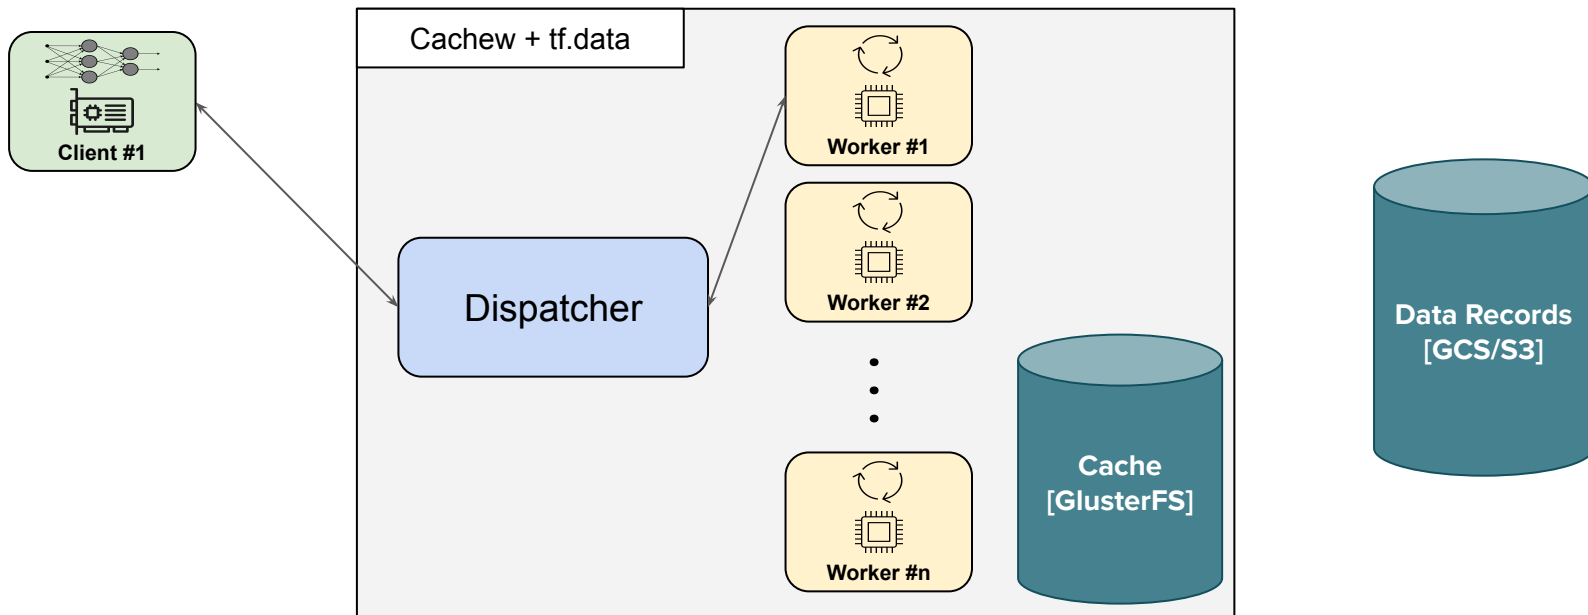 Cachew + tf.data
Client #1
Worker #1
Worker #2
Dispatcher
Worker #n
Cache
[GlusterFS]
Data Records
[GCS/S3]